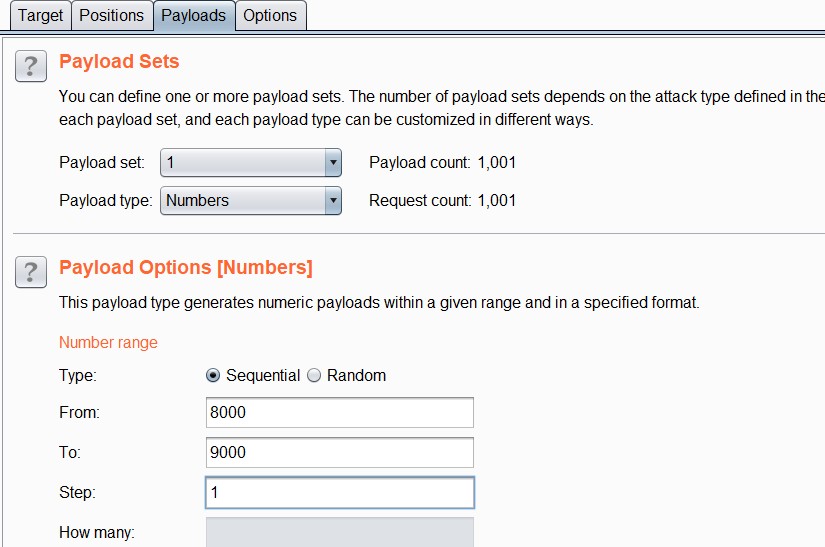 Target Positions Payloads Options
? Payload Sets
You can define one or more payload sets. The number of payload sets depends on the attack type defined in the
each payload set, and each payload type can be customized in different ways.
Payload set: 1 Payload count: 1,001
Payload type: Numbers Request count: 1,001
? Payload Options [Numbers]
This payload type generates numeric payloads within a given range and in a specified format.
Number range
Type: Sequential Random
From: 8000
To: 9000
Step: 1
How many: